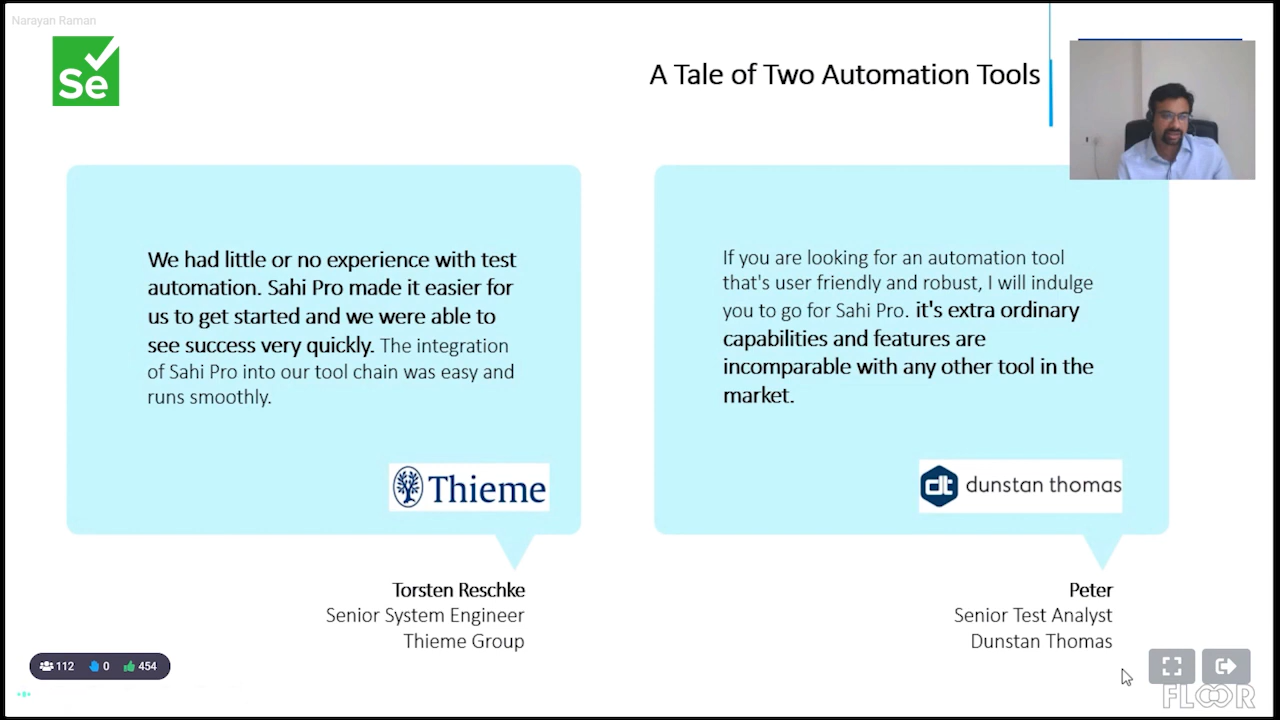 Narayan Raman
Se
A Tale of Two Automation Tools
We had little or no experience with test
automation. Sahi Pro made it easier for
us to get started and we were able to
see success very quickly. The integration
of Sahi Pro into our tool chain was easy and
runs smoothly.
Thieme
Torsten Reschke
Senior System Engineer
Thieme Group
If you are looking for an automation tool
that's user friendly and robust, I will indulge
you to go for Sahi Pro. it's extra ordinary
capabilities and features are
incomparable with any other tool in the
market.
dt dunstan thomas
Peter
Senior Test Analyst
Dunstan Thomas
112 0 454
FLOOR